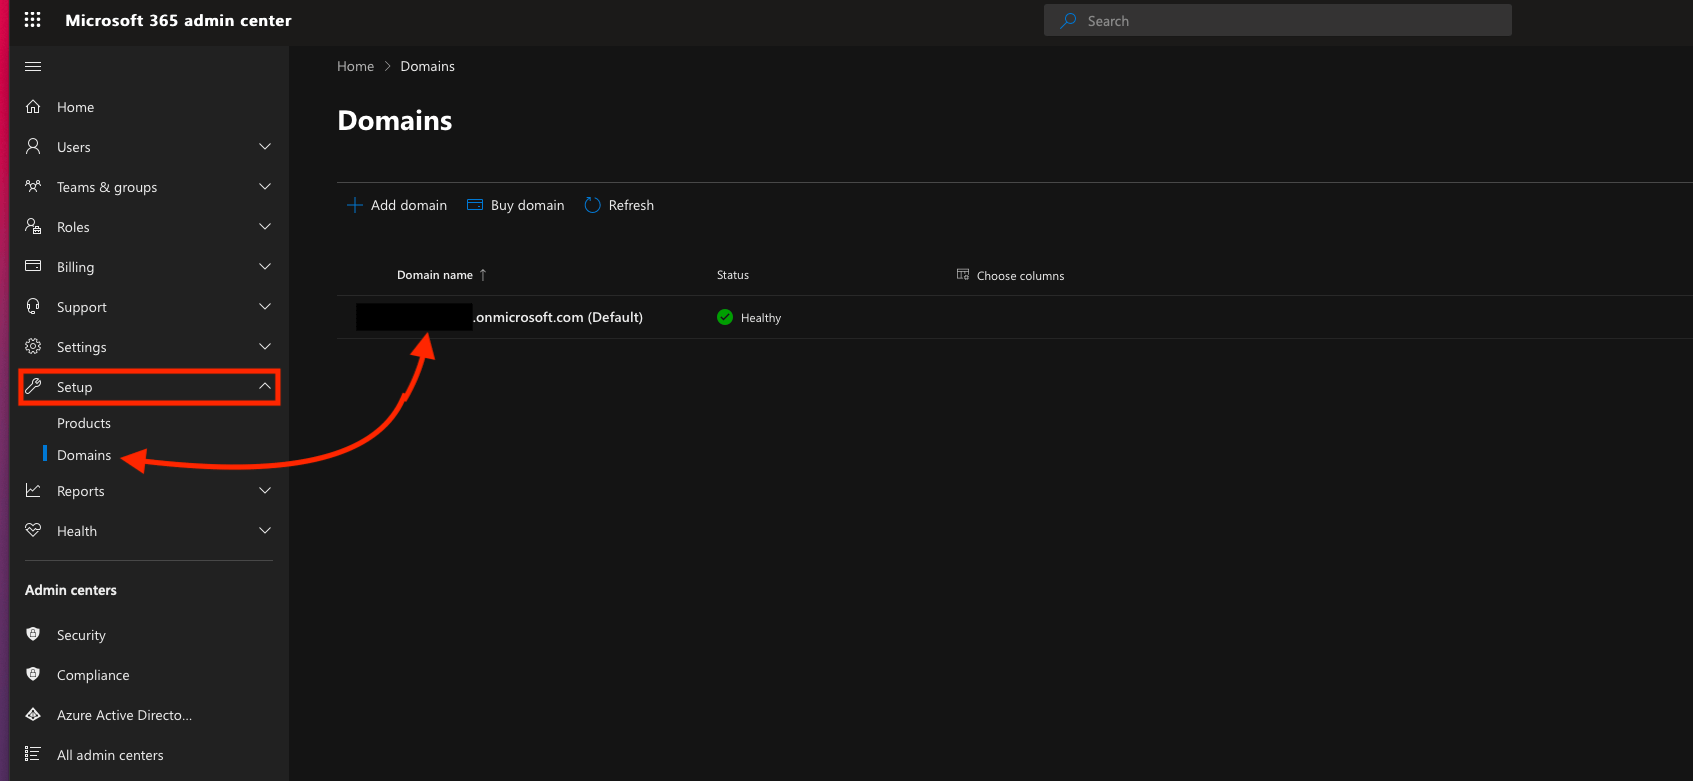 Microsoft 365 admin center
Search
Home
Users
Teams & groups
Roles
Billing
Support
Settings
Setup
Products
Domains
Reports
Health
Admin centers
Security
Compliance
Azure Active Directo...
All admin centers
Home > Domains
Domains
Add domain Buy domain Refresh
Domain name ↑ Status Choose columns
.onmicrosoft.com (Default) Healthy